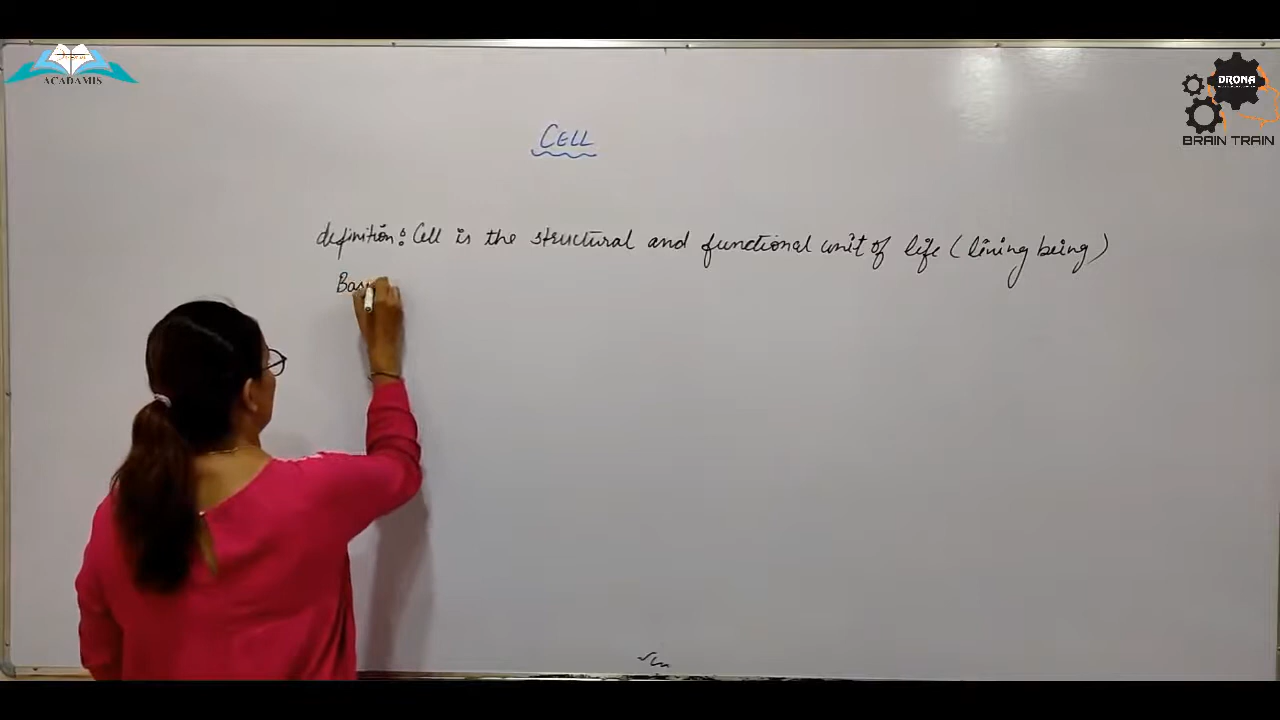 ACADAMIS
DRONA
BRAIN TRAIN
CELL
definition: Cell is the structural and functional unit of life (living being)
Bas